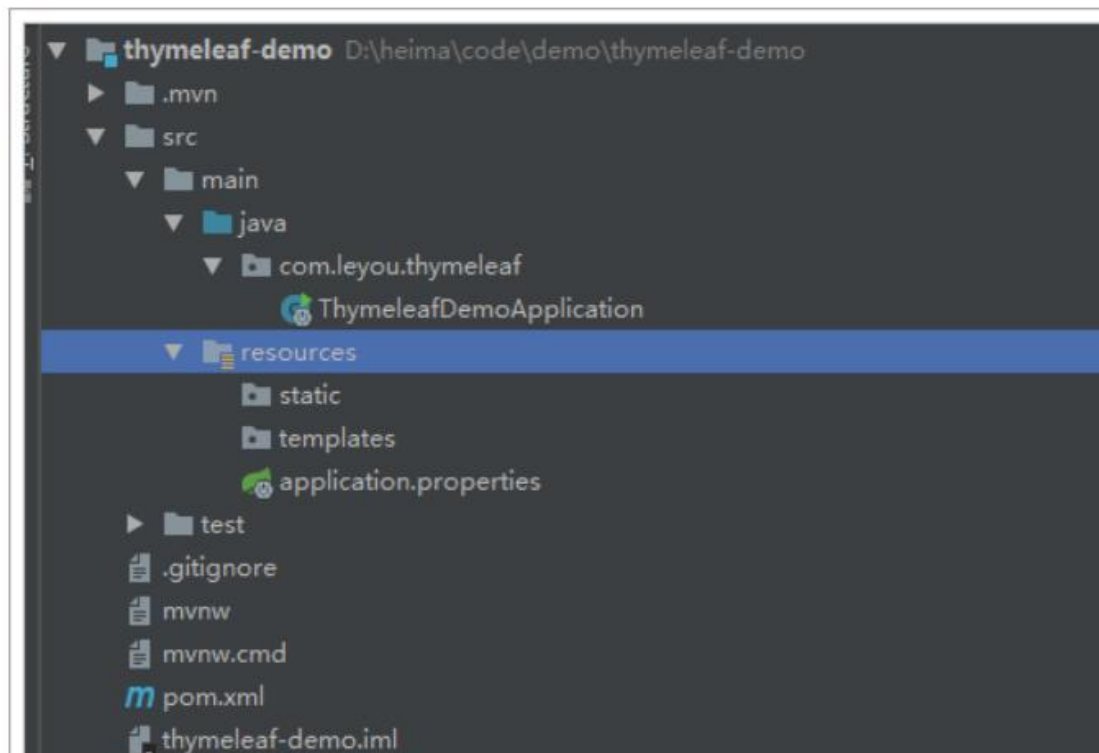 thymeleaf-demo D:\heima\code\demo\thymeleaf-demo
.mvn
src
main
java
com.leyou.thymeleaf
ThymeleafDemoApplication
resources
static
templates
application.properties
test
.gitignore
mvnw
mvnw.cmd
pom.xml
thymeleaf-demo.iml